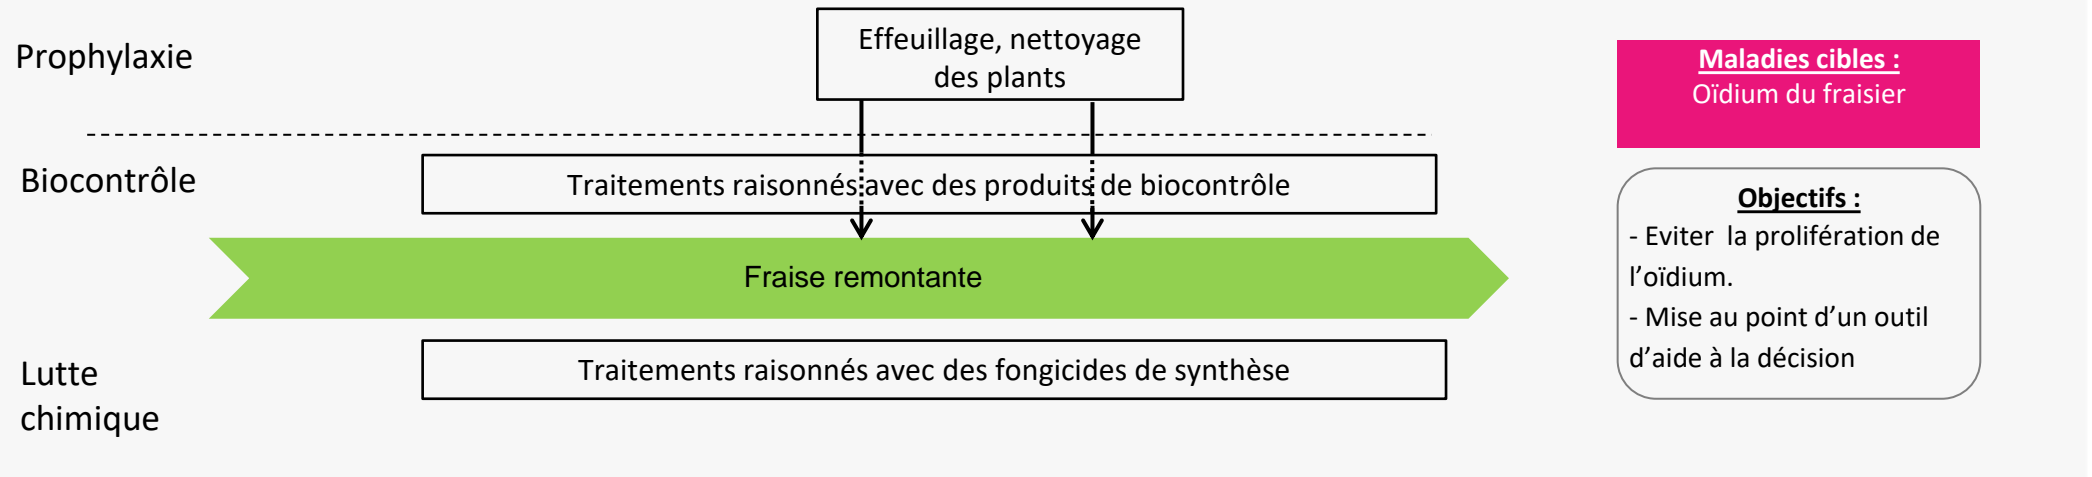 Prophylaxie
Effeuillage, nettoyage
des plants
Biocontrôle
Traitements raisonnés avec des produits de biocontrôle
Fraise remontante
Lutte
chimique
Traitements raisonnés avec des fongicides de synthèse
Maladies cibles :
Oïdium du fraisier
Objectifs :
- Eviter  la prolifération de
l’oïdium.
- Mise au point d’un outil
d’aide à la décision